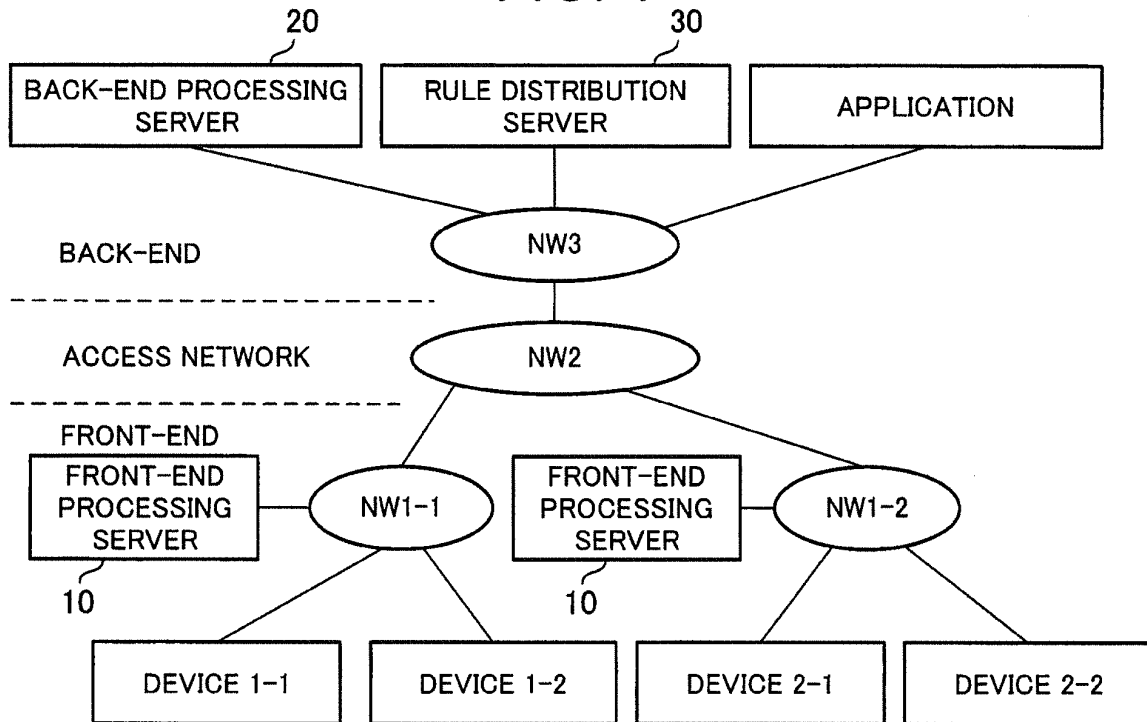 20
30
BACK-END PROCESSING
SERVER
RULE DISTRIBUTION
SERVER
APPLICATION
NW3
BACK-END
ACCESS NETWORK
NW2
FRONT-END
FRONT-END
PROCESSING
SERVER
NW1-1
FRONT-END
PROCESSING
SERVER
NW1-2
10
10
DEVICE 1-1
DEVICE 1-2
DEVICE 2-1
DEVICE 2-2